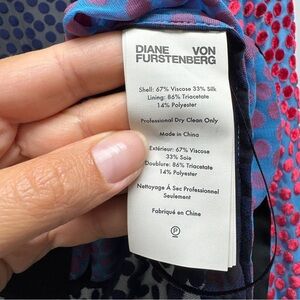 DIANE VON
FURSTENBERG
Shell: 67% Viscose 33% Silk
Lining: 86% Triacetate
14% Polyester
Professional Dry Clean Only
Made in China
Extérieur: 67% Viscose
33% Soie
Doublure: 86% Triacetate
14% Polyester
Nettoyage À Sec Professionnel
Seulement
Fabriqué en Chine
P